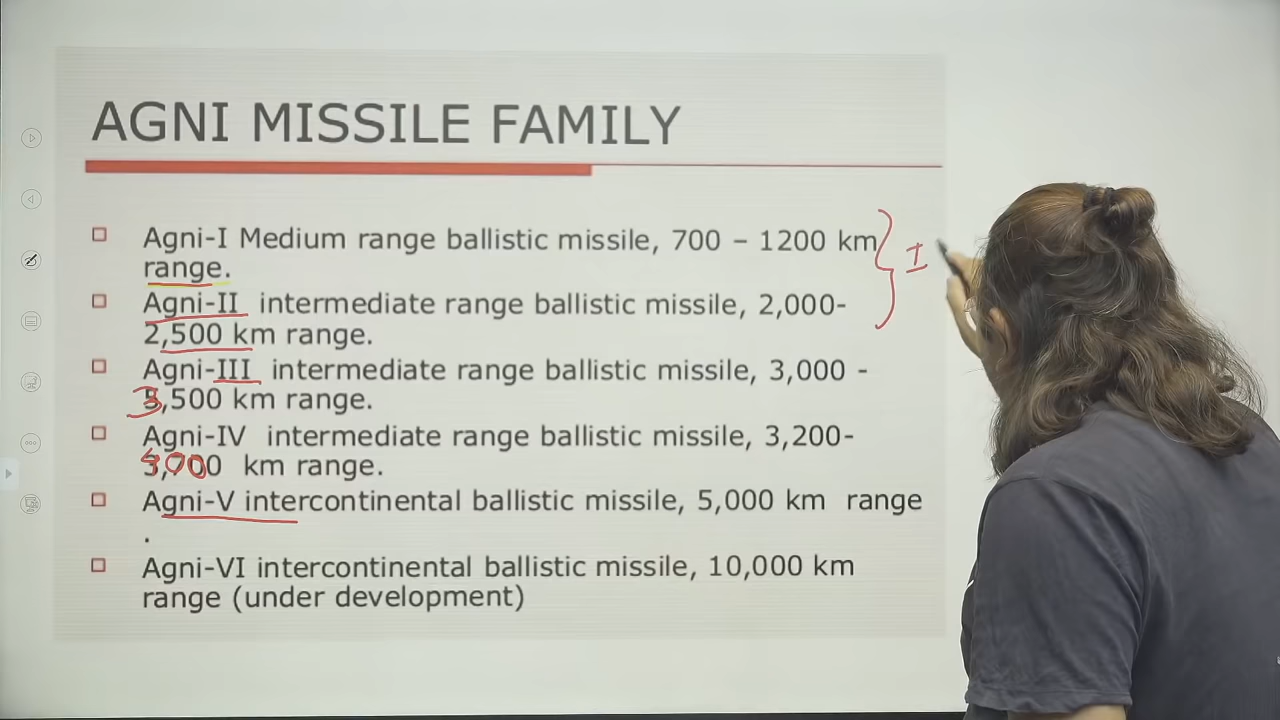 AGNI MISSILE FAMILY
Agni-I Medium range ballistic missile, 700 – 1200 km
range.
I
Agni-II intermediate range ballistic missile, 2,000-
2,500 km range.
Agni-III intermediate range ballistic missile, 3,000 -
3,500 km range.
Agni-IV intermediate range ballistic missile, 3,200-
km range.
Agni-V intercontinental ballistic missile, 5,000 km range
.
Agni-VI intercontinental ballistic missile, 10,000 km
range (under development)